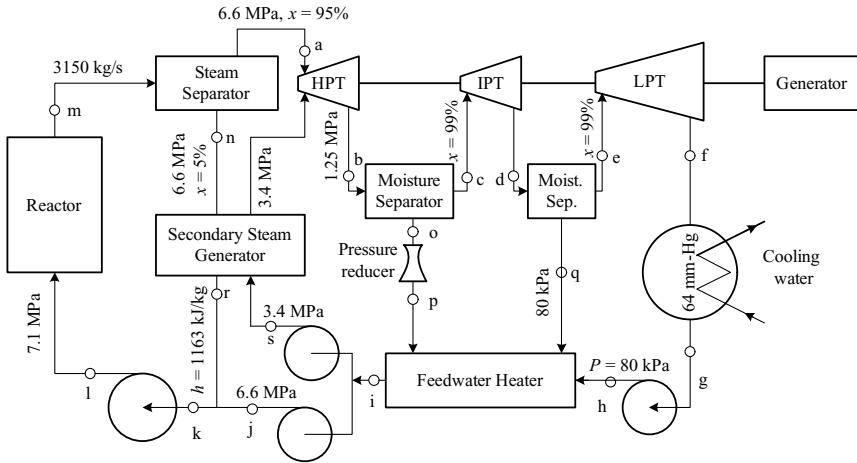 6.6 MPa, x = 95%
a
3150 kg/s
Steam
Separator
HPT
IPT
LPT
Generator
m
n
6.6 MPa
x = 5%
3.4 MPa
1.25 MPa
b
x = 99%
c
d
x = 99%
e
f
Reactor
Moisture
Separator
Moist.
Sep.
Secondary Steam
Generator
o
Pressure
reducer
p
80 kPa
q
64 mm-Hg
Cooling
water
7.1 MPa
h = 1163 kJ/kg
r
3.4 MPa
s
Feedwater Heater
P = 80 kPa
g
h
i
l
k
6.6 MPa
j